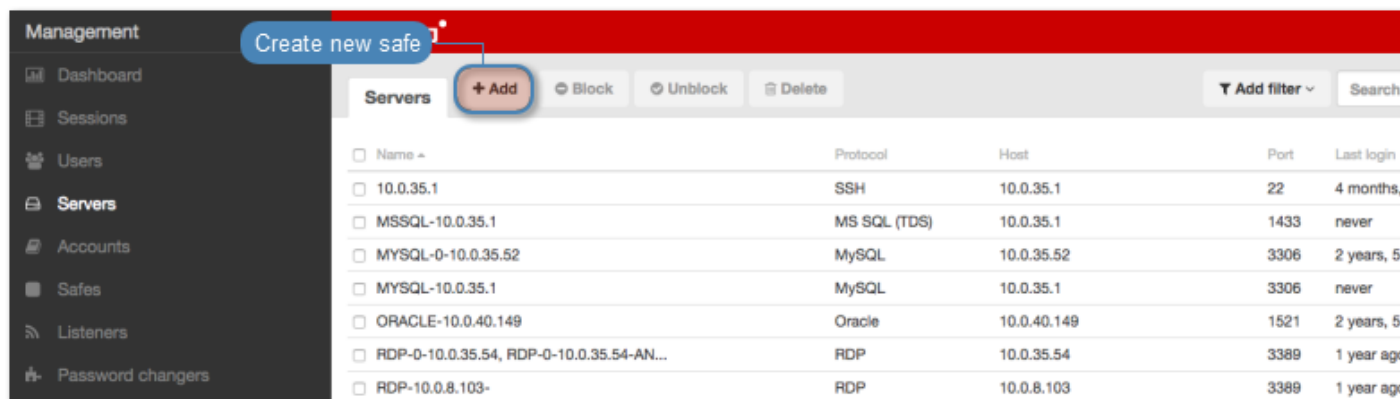 Management
Create new safe
Dashboard
Sessions
Users
Servers
Accounts
Safes
Listeners
Password changers
Servers
+ Add
Block
Unblock
Delete
Add filter
Search
Name Protocol Host Port Last login
10.0.35.1 SSH 10.0.35.1 22 4 months,
MSSQL-10.0.35.1 MS SQL (TDS) 10.0.35.1 1433 never
MYSQL-0-10.0.35.52 MySQL 10.0.35.52 3306 2 years, 5
MYSQL-10.0.35.1 MySQL 10.0.35.1 3306 never
ORACLE-10.0.40.149 Oracle 10.0.40.149 1521 2 years, 5
RDP-0-10.0.35.54, RDP-0-10.0.35.54-AN... RDP 10.0.35.54 3389 1 year ago
RDP-10.0.8.103- RDP 10.0.8.103 3389 1 year ago